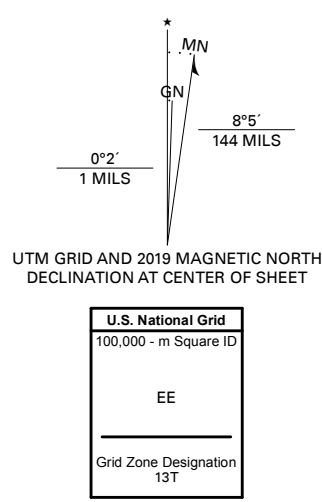 ★
MN
GN
8°5´
144 MILS
0°2´
1 MILS
UTM GRID AND 2019 MAGNETIC NORTH
DECLINATION AT CENTER OF SHEET
U.S. National Grid
100,000 - m Square ID
EE
Grid Zone Designation
13T